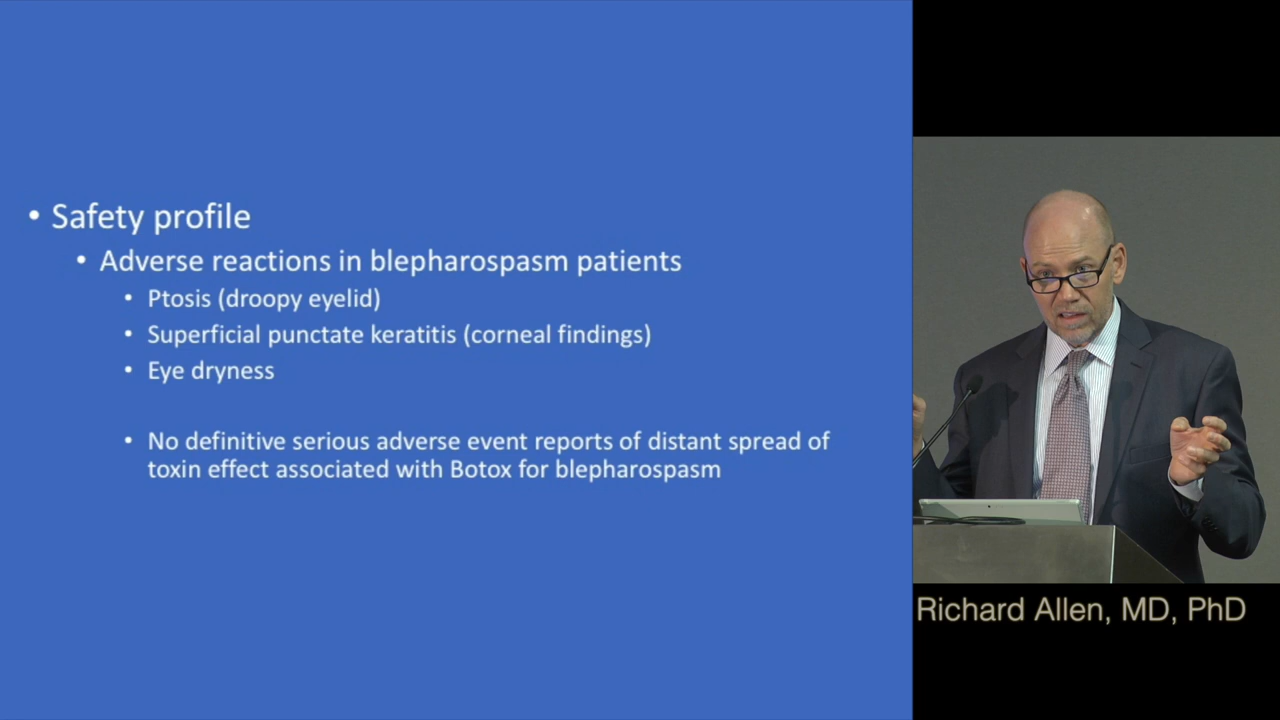 • Safety profile
• Adverse reactions in blepharospasm patients
• Ptosis (droopy eyelid)
• Superficial punctate keratitis (corneal findings)
• Eye dryness
• No definitive serious adverse event reports of distant spread of
toxin effect associated with Botox for blepharospasm
Richard Allen, MD, PhD